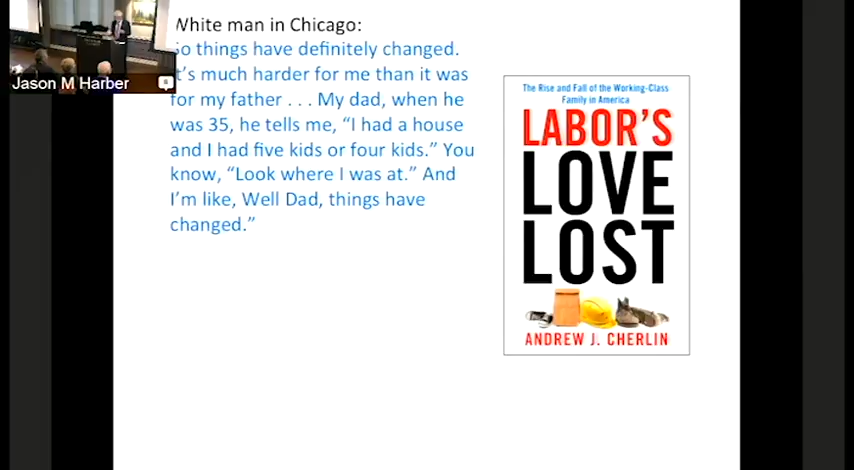 White man in Chicago:
So things have definitely changed.
It's much harder for me than it was
for my father . . . My dad, when he
was 35, he tells me, “I had a house
and I had five kids or four kids.” You
know, “Look where I was at.” And
I'm like, Well Dad, things have
changed.”
Jason M Harber
The Rise and Fall of the Working-Class
Family in America
LABOR'S
LOVE
LOST
ANDREW J. CHERLIN